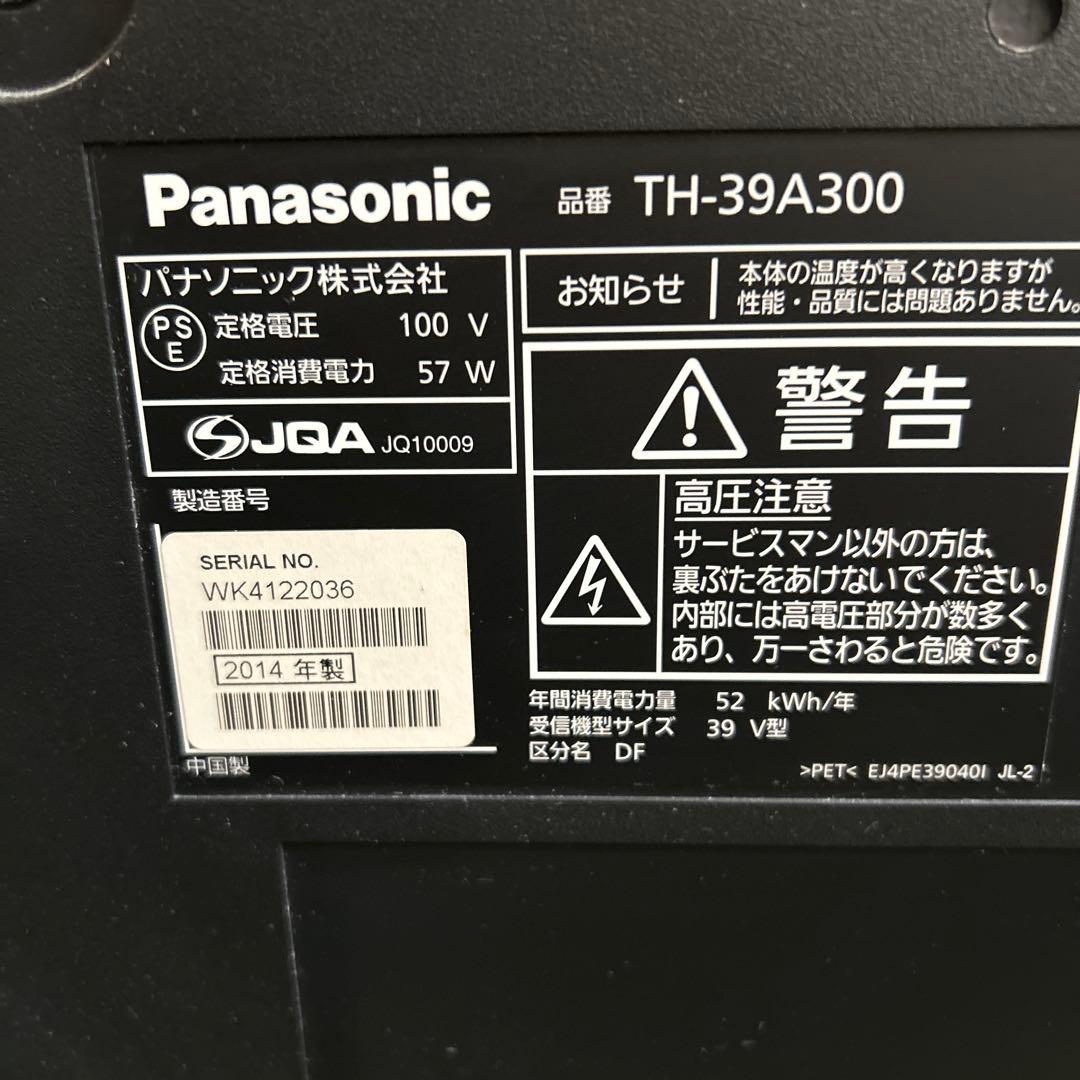 Panasonic 品番 TH-39A300
パナソニック株式会社
PSE 定格電圧 100 V
定格消費電力 57 W
JQA JQ10009
製造番号
SERIAL NO.
WK4122036
2014 年製
中国製
お知らせ
本体の温度が高くなりますが
性能・品質には問題ありません。
警告
高圧注意
サービスマン以外の方は、
裏ぶたをあけないでください。
内部には高電圧部分が数多く
あり、万一さわると危険です。
年間消費電力量 52 kWh/年
受信機型サイズ 39 V型
区分名 DF
>PET< EJ4PE39040I JL-2